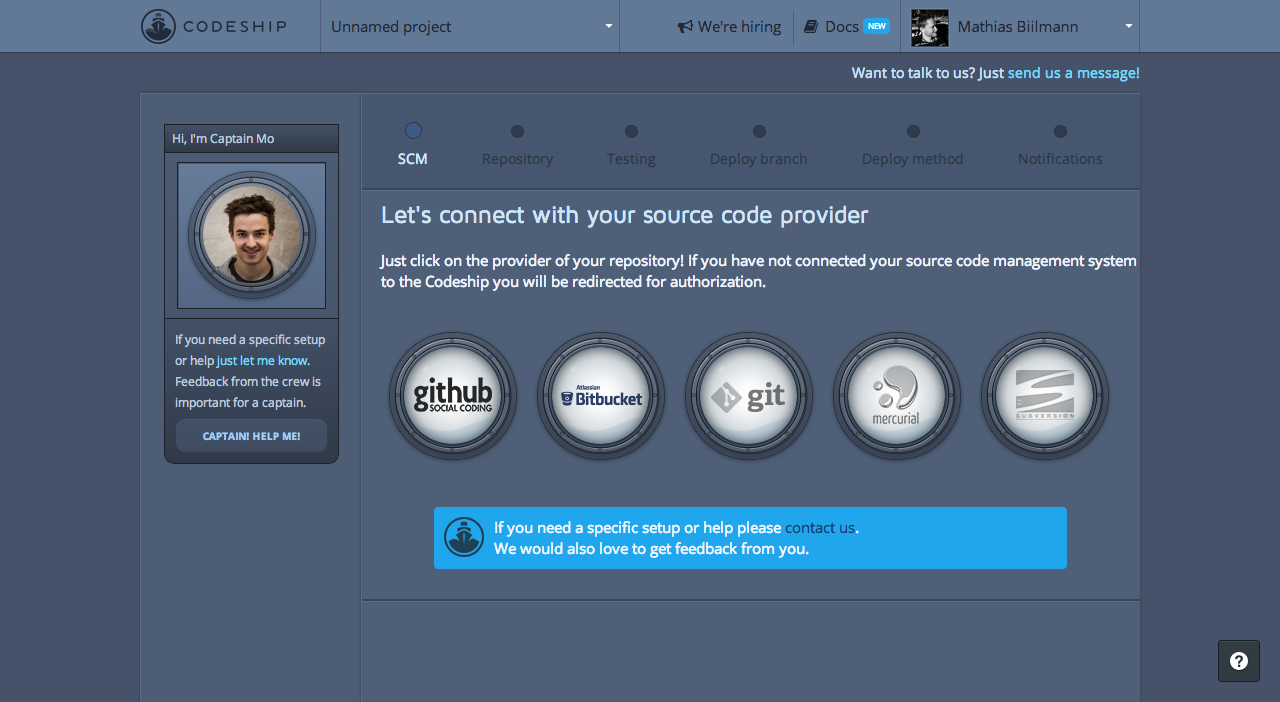 CODESHIP
Unnamed project
We're hiring
Docs NEW
Mathias Biilmann
Want to talk to us? Just send us a message!
Hi, I'm Captain Mo
If you need a specific setup
or help just let me know.
Feedback from the crew is
important for a captain.
CAPTAIN! HELP ME!
SCM
Repository
Testing
Deploy branch
Deploy method
Notifications
Let's connect with your source code provider
Just click on the provider of your repository! If you have not connected your source code management system
to the Codeship you will be redirected for authorization.
github
SOCIAL CODING
Atlassian
Bitbucket
git
mercurial
SUBVERSION
If you need a specific setup or help please contact us.
We would also love to get feedback from you.
?